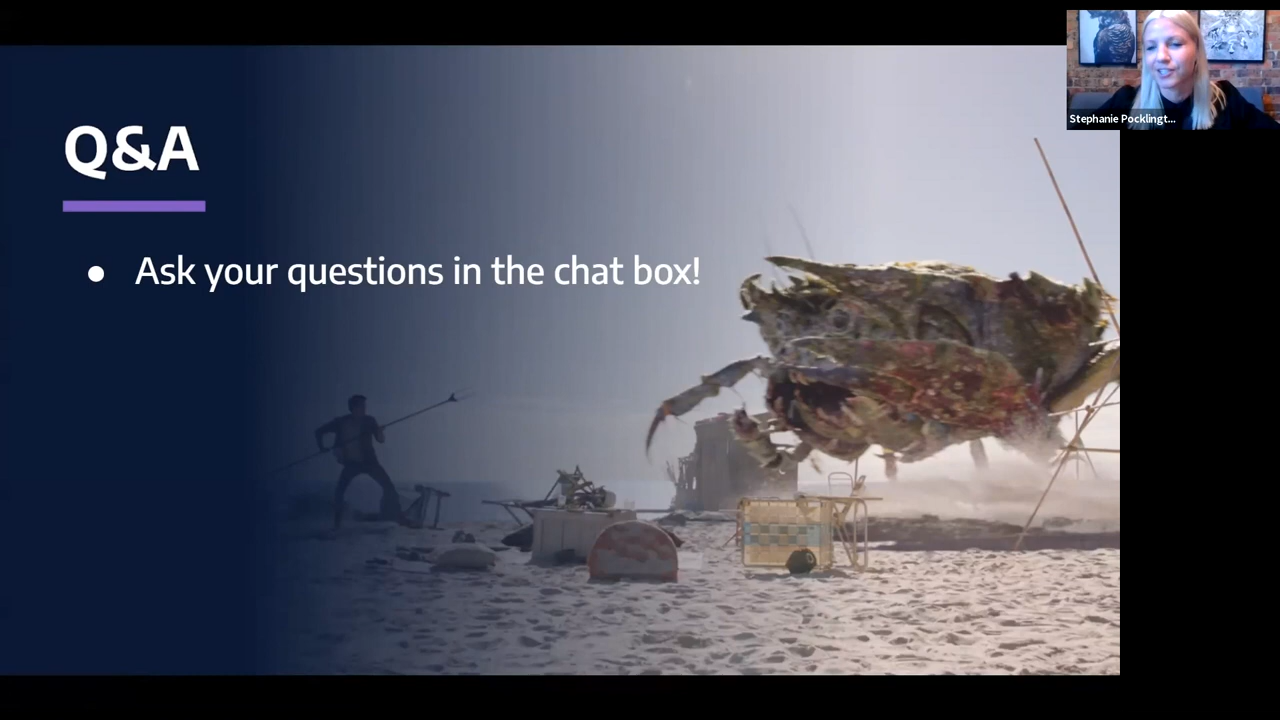 Q&A
● Ask your questions in the chat box!
Stephanie Pocklingt...